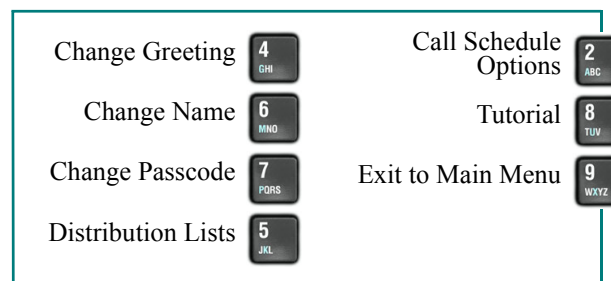 Change Greeting
4
GHI
Change Name
6
MNO
Change Passcode
7
PQRS
Distribution Lists
5
JKL
Call Schedule
Options
2
ABC
Tutorial
8
TUV
Exit to Main Menu
9
WXYZ